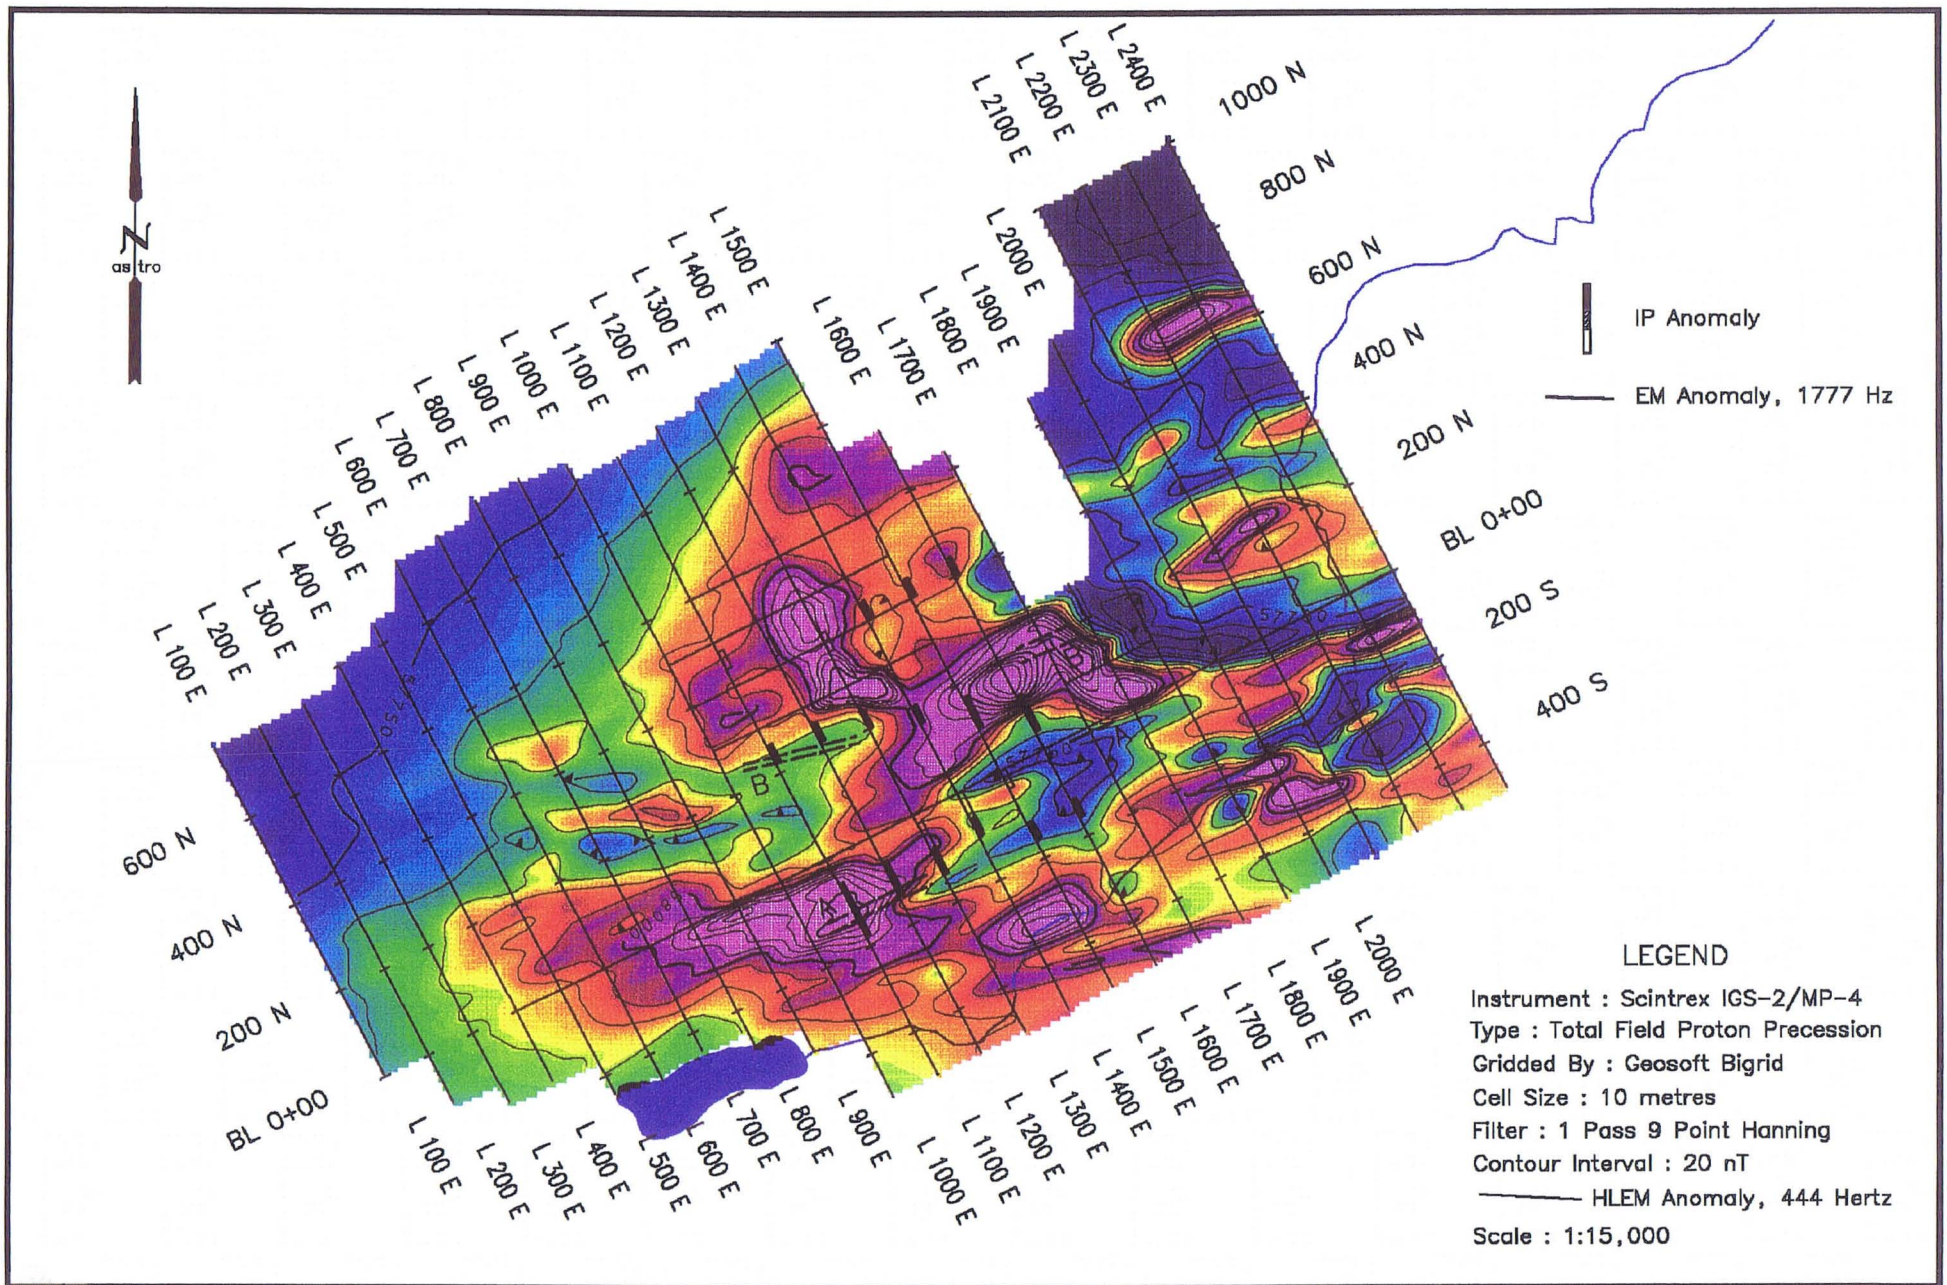 L 2400 E
L 2300 E
L 2200 E
L 2100 E
1000 N
800 N
600 N
400 N
200 N
BL 0+00
200 S
400 S
L 2000 E
L 1900 E
L 1800 E
L 1700 E
L 1600 E
L 1500 E
L 1400 E
L 1300 E
L 1200 E
L 1100 E
L 1000 E
L 900 E
L 800 E
L 700 E
L 600 E
L 500 E
L 400 E
L 300 E
L 200 E
L 100 E
N
astro
IP Anomaly
EM Anomaly, 1777 Hz
57750
B
H
B
A
A
58000
600 N
400 N
200 N
BL 0+00
L 100 E
L 200 E
L 300 E
L 400 E
L 500 E
L 600 E
L 700 E
L 800 E
L 900 E
L 1000 E
L 1100 E
L 1200 E
L 1300 E
L 1400 E
L 1500 E
L 1600 E
L 1700 E
L 1800 E
L 1900 E
L 2000 E
LEGEND
Instrument : Scintrex IGS-2/MP-4
Type : Total Field Proton Precession
Gridded By : Geosoft Bigrid
Cell Size : 10 metres
Filter : 1 Pass 9 Point Hanning
Contour Interval : 20 nT
HLEM Anomaly, 444 Hertz
Scale : 1:15,000